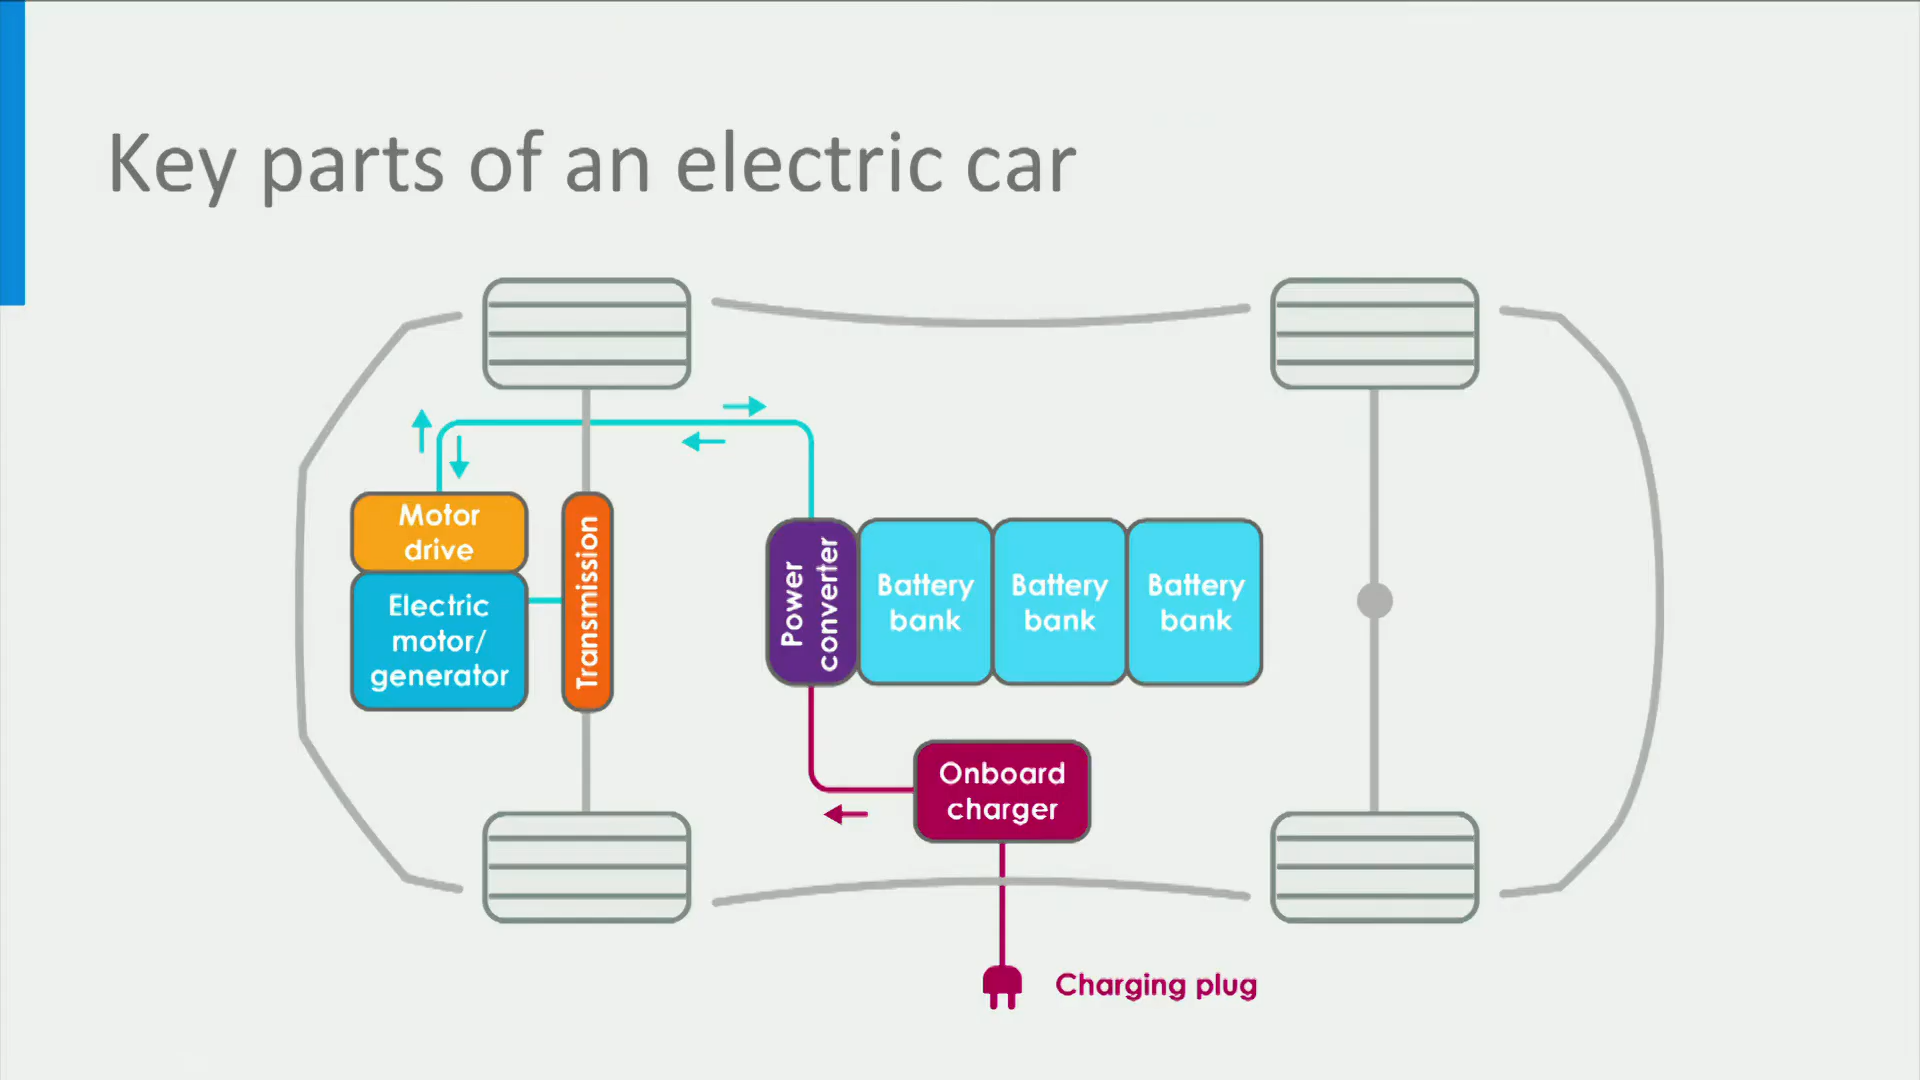 Key parts of an electric car
Motor
drive
Electric
motor/
generator
Transmission
Power
converter
Battery
bank
Battery
bank
Battery
bank
Onboard
charger
Charging plug